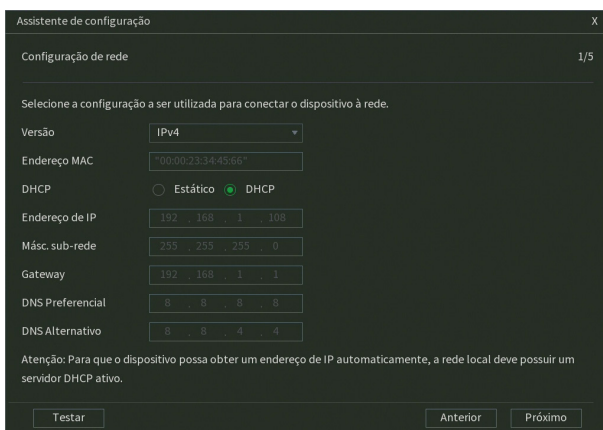 Assistente de configuração X
Configuração de rede 1/5
Selecione a configuração a ser utilizada para conectar o dispositivo à rede.
Versão IPv4
Endereço MAC "00:00:23:34:45:66"
DHCP Estático DHCP
Endereço de IP 192 . 168 . 1 . 108
Másc. sub-rede 255 . 255 . 255 . 0
Gateway 192 . 168 . 1 . 1
DNS Preferencial 8 . 8 . 8 . 8
DNS Alternativo 8 . 8 . 4 . 4
Atenção: Para que o dispositivo possa obter um endereço de IP automaticamente, a rede local deve possuir um
servidor DHCP ativo.
Testar Anterior Próximo